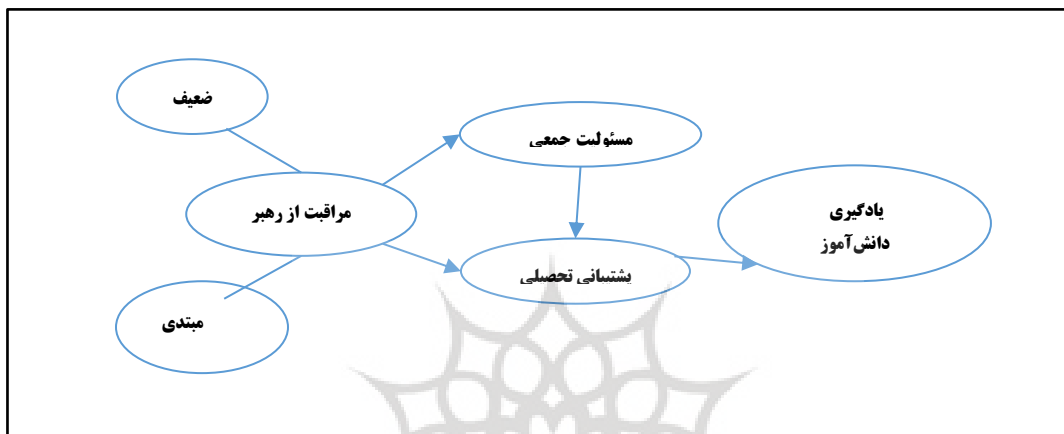 ضعیف
مسئولیت جمعی
مراقبت از رهبر
یادگیری
دانش‌آموز
پشتیبانی تحصیلی
مبتدی